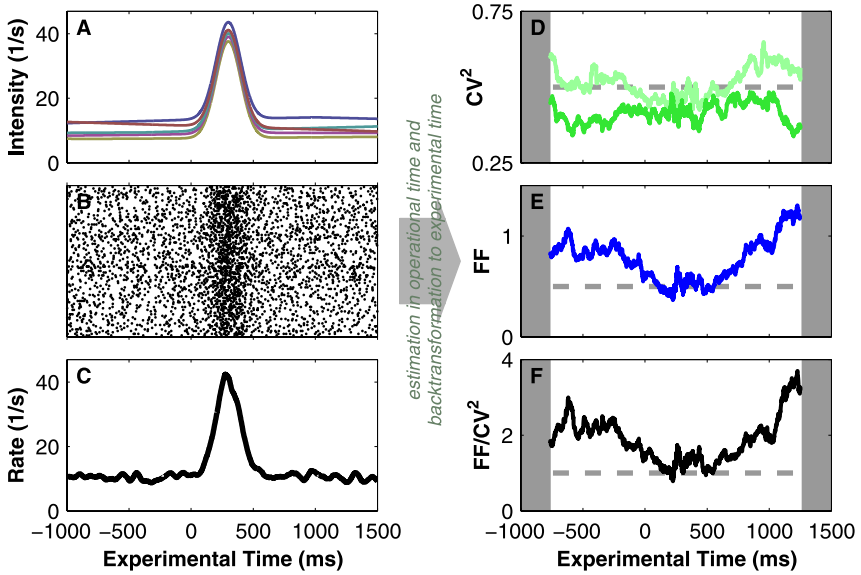 A
Intensity (1/s)
40
20
0
B
C
Rate (1/s)
40
20
0
−1000 −500 0 500 1000 1500
Experimental Time (ms)
estimation in operational time and
backtransformation to experimental time
D
CV²
0.75
0.25
E
FF
1
0
F
FF/CV²
4
2
0
−1000 −500 0 500 1000 1500
Experimental Time (ms)